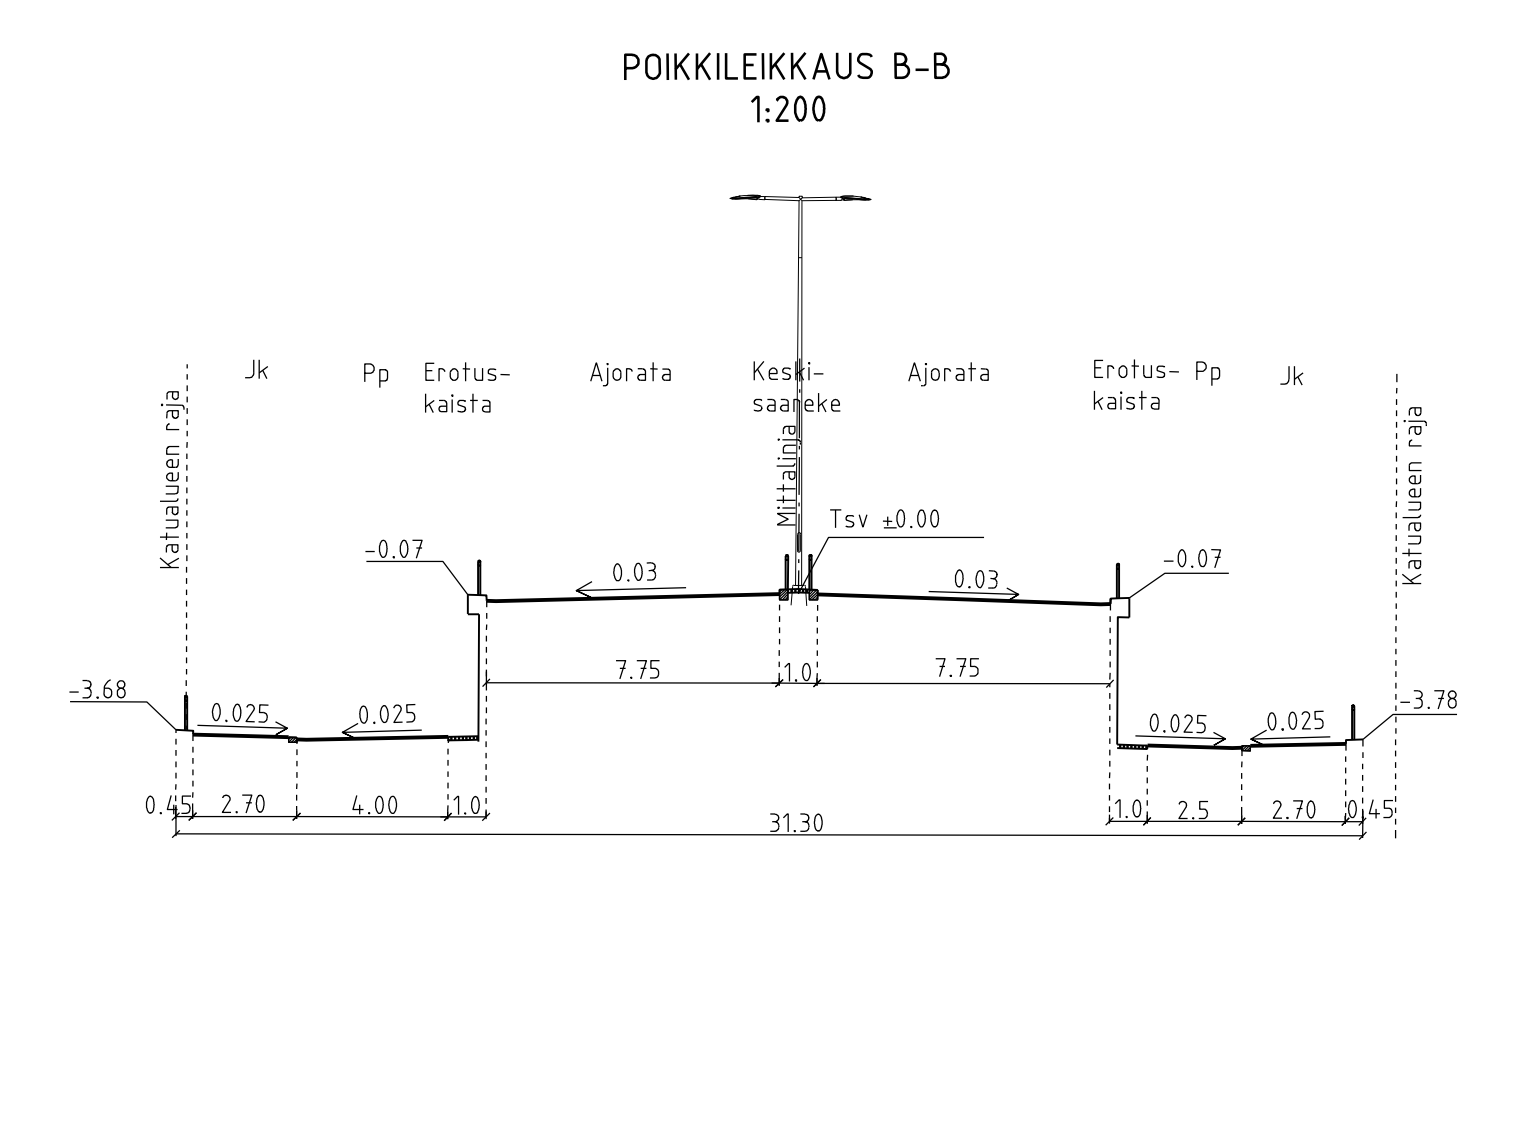 POIKKILEIKKAUS B-B
1:200
Jk
Pp
Erotus-
kaista
Ajorata
Keski-
saareke
Ajorata
Erotus-
kaista
Pp
Jk
Katualueen raja
Mittalinja
Katualueen raja
Tsv ±0.00
-0.07
0.03
0.03
-0.07
7.75
1.0
7.75
-3.68
0.025
0.025
0.025
0.025
-3.78
0.45
2.70
4.00
1.0
31.30
1.0
2.5
2.70
0.45